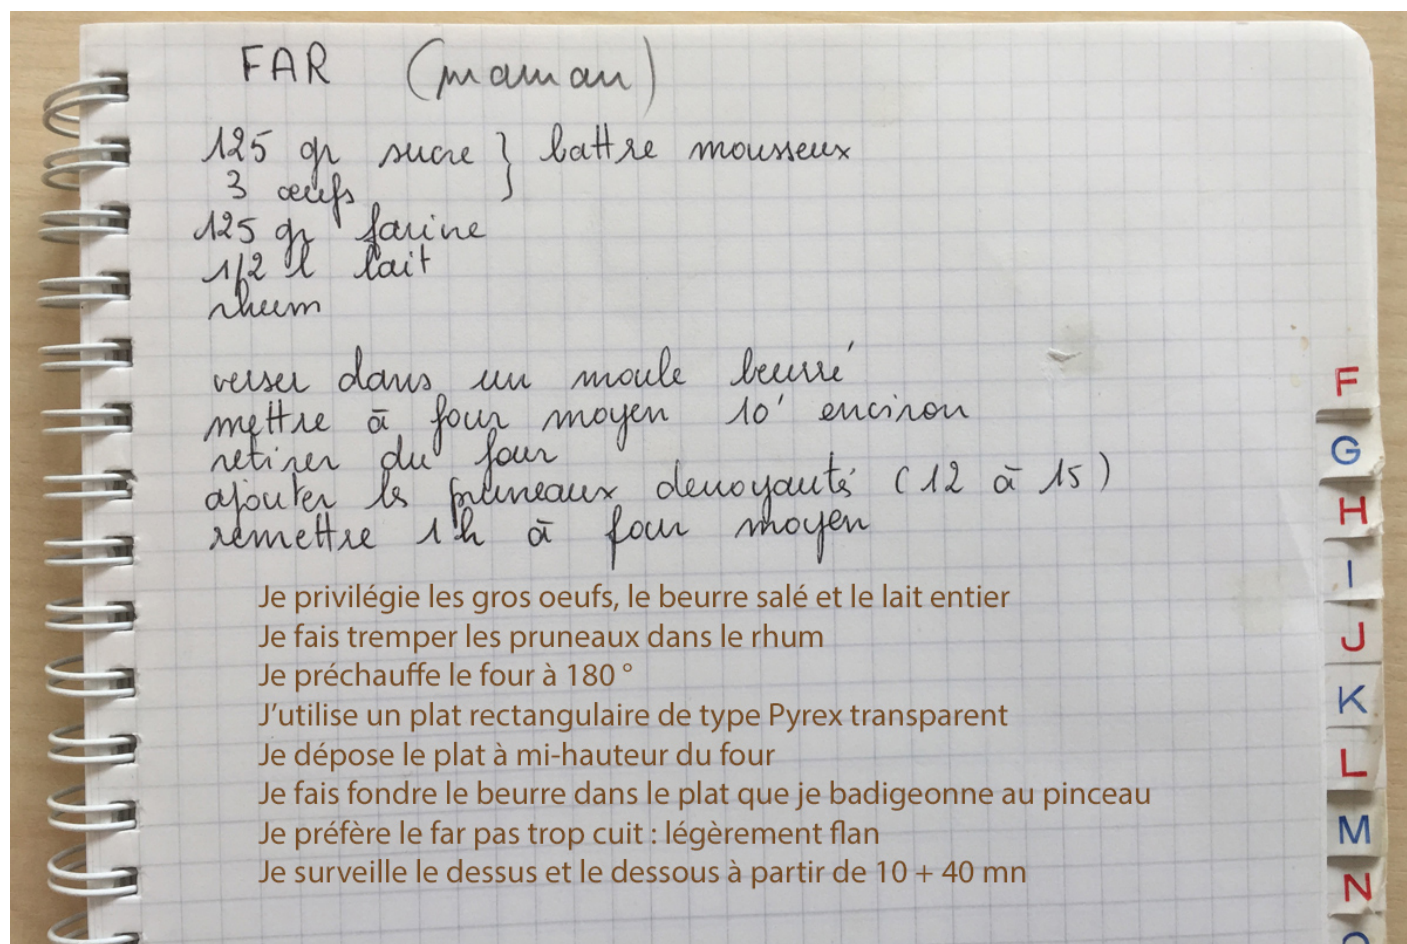 FAR (maman)
125 gr sucre } battre mousseux
3 œufs
125 gr farine
1/2 l lait
rhum
verser dans un moule beurré
mettre à four moyen 10' environ
retirer du four
ajouter les pruneaux denoyautés (12 à 15)
remettre 1h à four moyen
Je privilégie les gros oeufs, le beurre salé et le lait entier
Je fais tremper les pruneaux dans le rhum
Je préchauffe le four à 180 °
J'utilise un plat rectangulaire de type Pyrex transparent
Je dépose le plat à mi-hauteur du four
Je fais fondre le beurre dans le plat que je badigeonne au pinceau
Je préfère le far pas trop cuit : légèrement flan
Je surveille le dessus et le dessous à partir de 10 + 40 mn
F
G
H
I
J
K
L
M
N